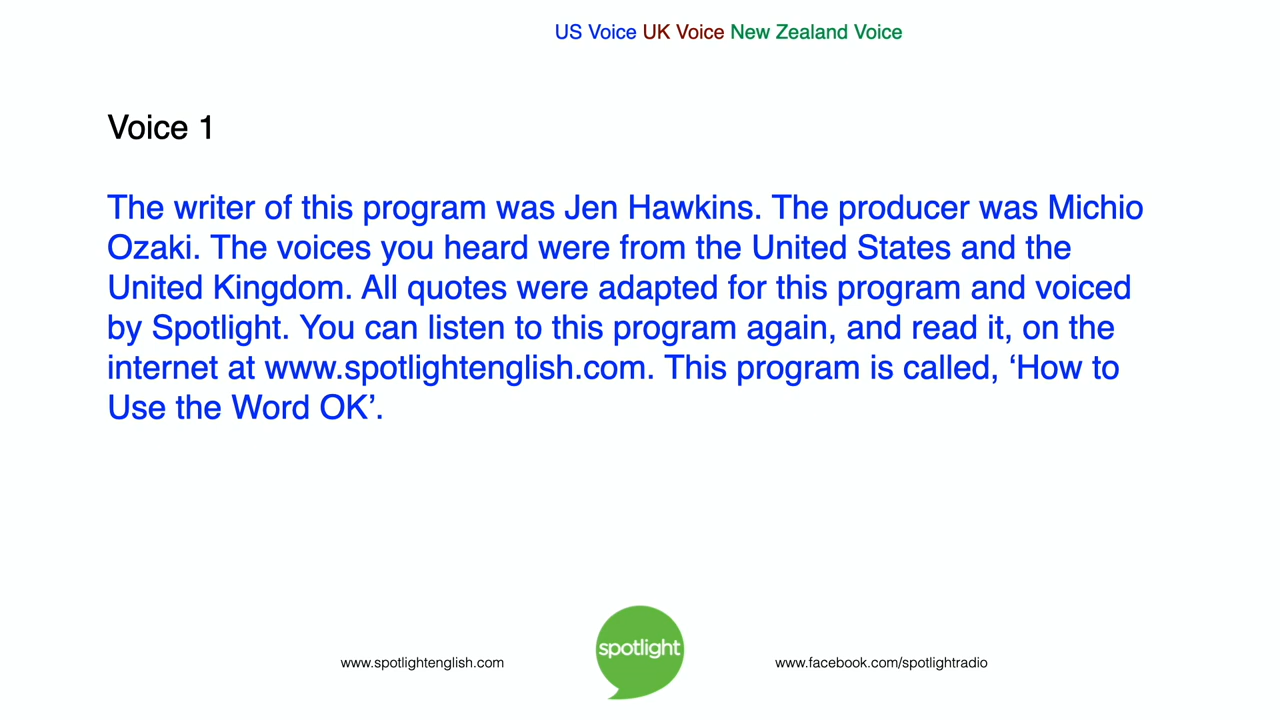 US Voice UK Voice New Zealand Voice
Voice 1
The writer of this program was Jen Hawkins. The producer was Michio
Ozaki. The voices you heard were from the United States and the
United Kingdom. All quotes were adapted for this program and voiced
by Spotlight. You can listen to this program again, and read it, on the
internet at www.spotlightenglish.com. This program is called, ‘How to
Use the Word OK’.
spotlight
www.spotlightenglish.com
www.facebook.com/spotlightradio